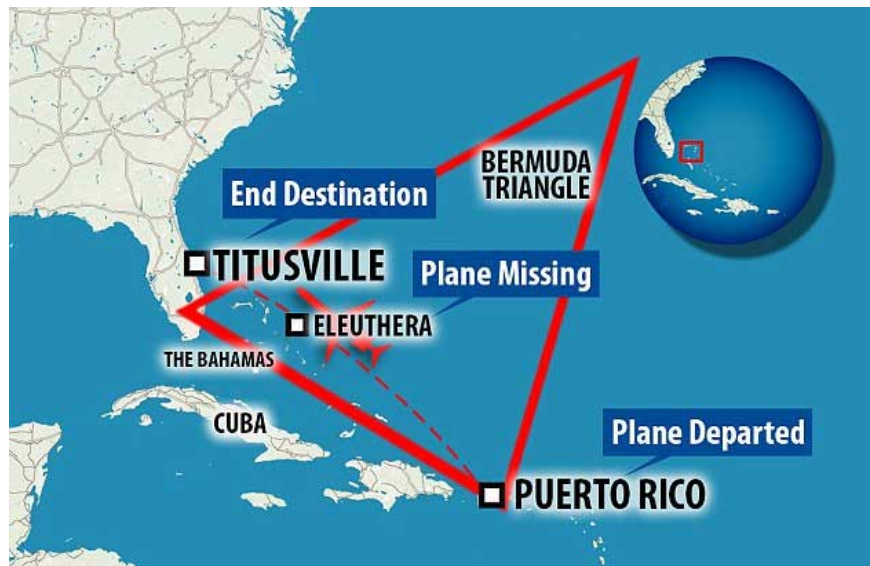 BERMUDA
TRIANGLE
End Destination
TITUSVILLE
Plane Missing
ELEUTHERA
THE BAHAMAS
CUBA
Plane Departed
PUERTO RICO